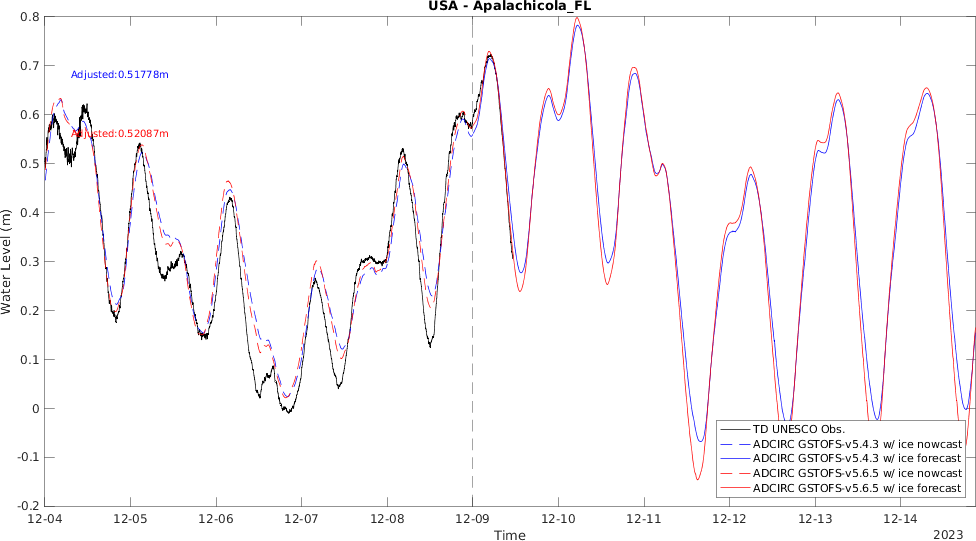 USA - Apalachicola_FL
0.8
0.7
0.6
0.5
0.4
0.3
0.2
0.1
0
-0.1
-0.2
Water Level (m)
Adjusted:0.51778m
Adjusted:0.52087m
TD UNESCO Obs.
ADCIRC GSTOFS-v5.4.3 w/ ice nowcast
ADCIRC GSTOFS-v5.4.3 w/ ice forecast
ADCIRC GSTOFS-v5.6.5 w/ ice nowcast
ADCIRC GSTOFS-v5.6.5 w/ ice forecast
12-04 12-05 12-06 12-07 12-08 12-09 12-10 12-11 12-12 12-13 12-14
Time
2023